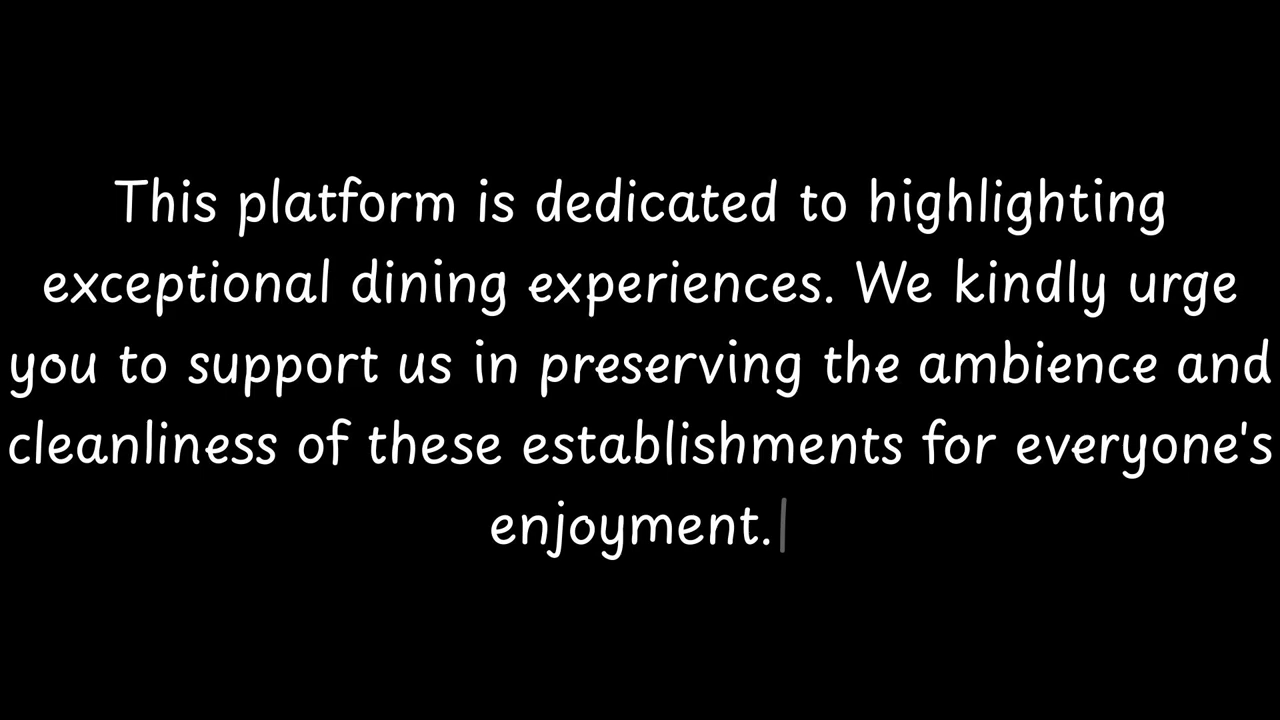 This platform is dedicated to highlighting
exceptional dining experiences. We kindly urge
you to support us in preserving the ambience and
cleanliness of these establishments for everyone's
enjoyment.